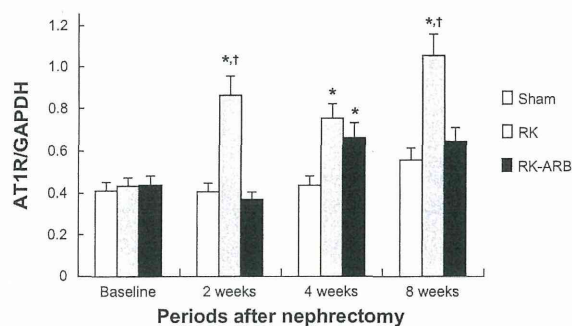 AT1R/GAPDH
1.2
1.0
0.8
0.6
0.4
0.2
0
*,†
*
*
*,†
Baseline
2 weeks
4 weeks
8 weeks
Periods after nephrectomy
Sham
RK
RK-ARB